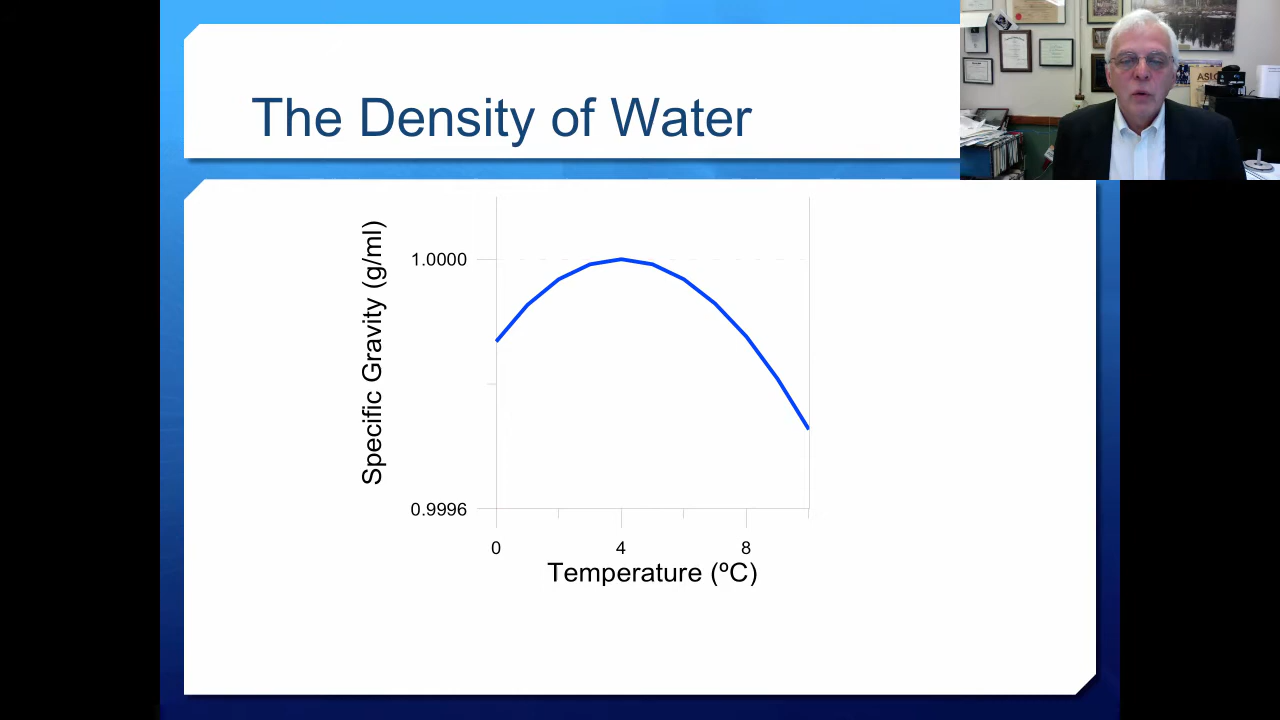 The Density of Water
Specific Gravity (g/ml)
1.0000
0.9996
0
4
8
Temperature (ºC)